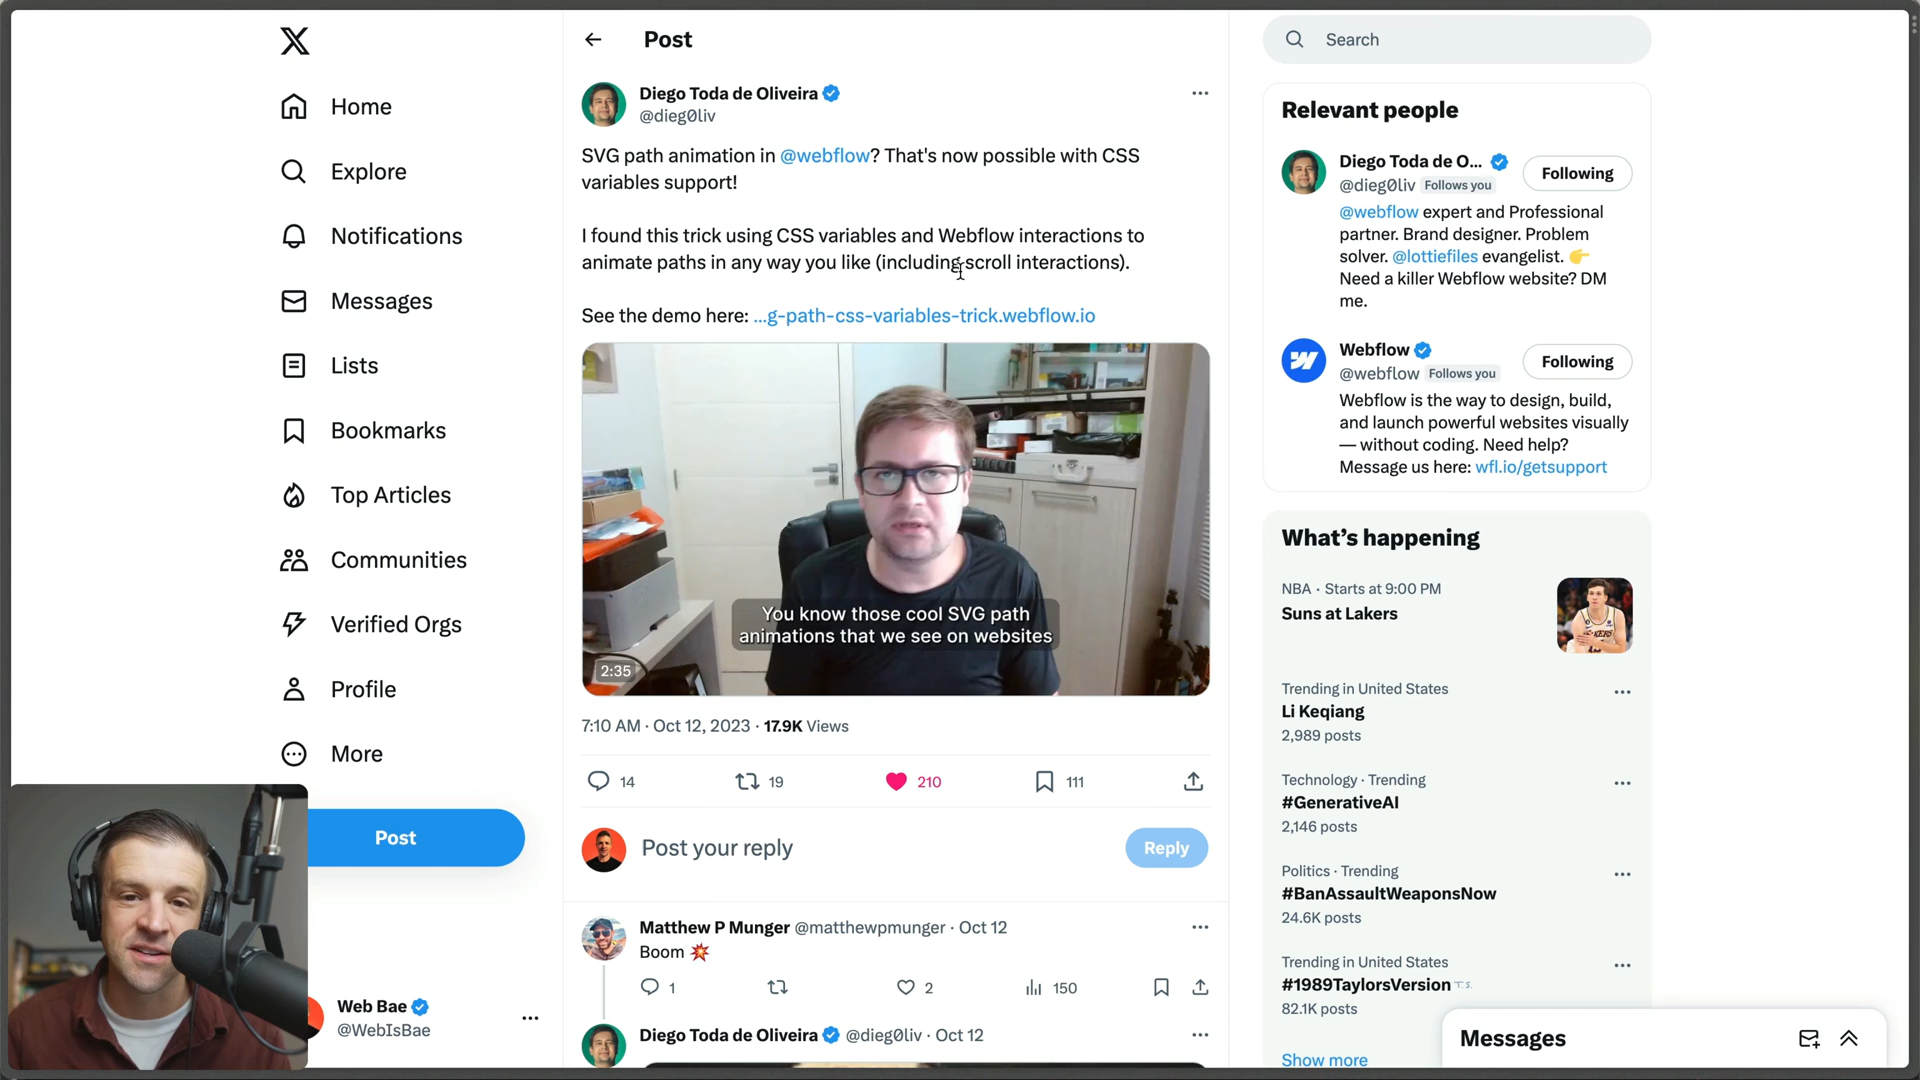 Home
Explore
Notifications
Messages
Lists
Bookmarks
Top Articles
Communities
Verified Orgs
Profile
More
Post
Web Bae
@WebIsBae
Post
Diego Toda de Oliveira
@dieg0liv
SVG path animation in @webflow? That's now possible with CSS
variables support!
I found this trick using CSS variables and Webflow interactions to
animate paths in any way you like (including scroll interactions).
See the demo here: ...g-path-css-variables-trick.webflow.io
You know those cool SVG path
animations that we see on websites
2:35
7:10 AM · Oct 12, 2023 · 17.9K Views
14 19 210 111
Post your reply
Reply
Matthew P Munger @matthewpmunger · Oct 12
Boom 💥
1 2 150
Diego Toda de Oliveira @dieg0liv · Oct 12
Search
Relevant people
Diego Toda de O...
Following
@dieg0liv Follows you
@webflow expert and Professional
partner. Brand designer. Problem
solver. @lottiefiles evangelist. 👉
Need a killer Webflow website? DM
me.
Webflow
Following
@webflow Follows you
Webflow is the way to design, build,
and launch powerful websites visually
— without coding. Need help?
Message us here: wfl.io/getsupport
What's happening
NBA · Starts at 9:00 PM
Suns at Lakers
Trending in United States
Li Keqiang
2,989 posts
Technology · Trending
#GenerativeAI
2,146 posts
Politics · Trending
#BanAssaultWeaponsNow
24.6K posts
Trending in United States
#1989TaylorsVersion
82.1K posts
Show more
Messages